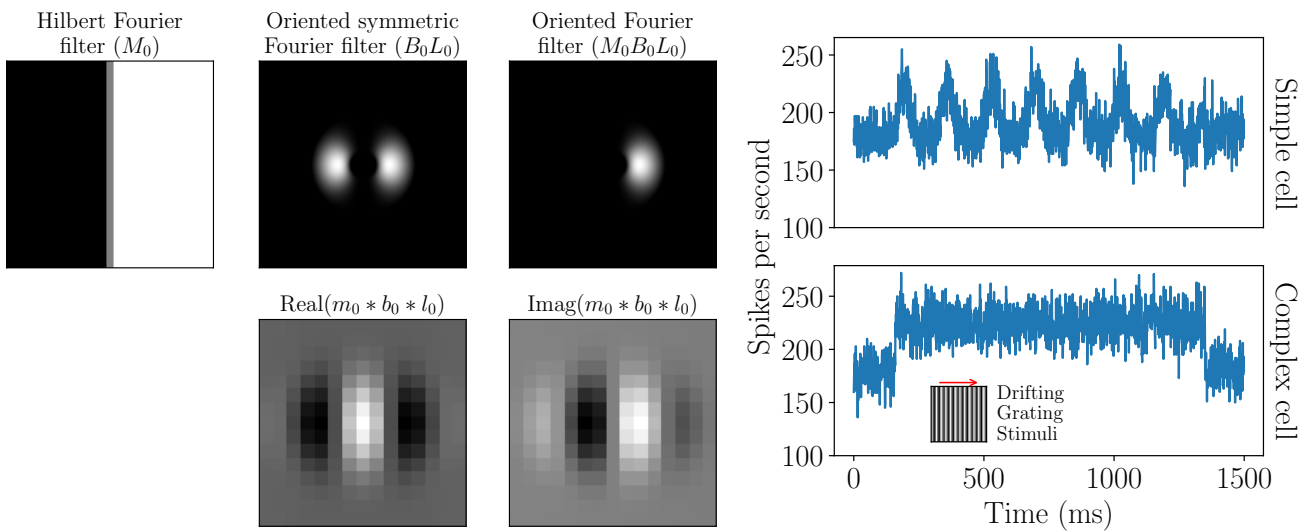 Hilbert Fourier
filter (M₀)
Oriented symmetric
Fourier filter (B₀L₀)
Oriented Fourier
filter (M₀B₀L₀)
Real(m₀ * b₀ * l₀)
Imag(m₀ * b₀ * l₀)
Spikes per second
250
200
150
100
Simple cell
250
200
150
100
Complex cell
Drifting
Grating
Stimuli
0
500
1000
1500
Time (ms)